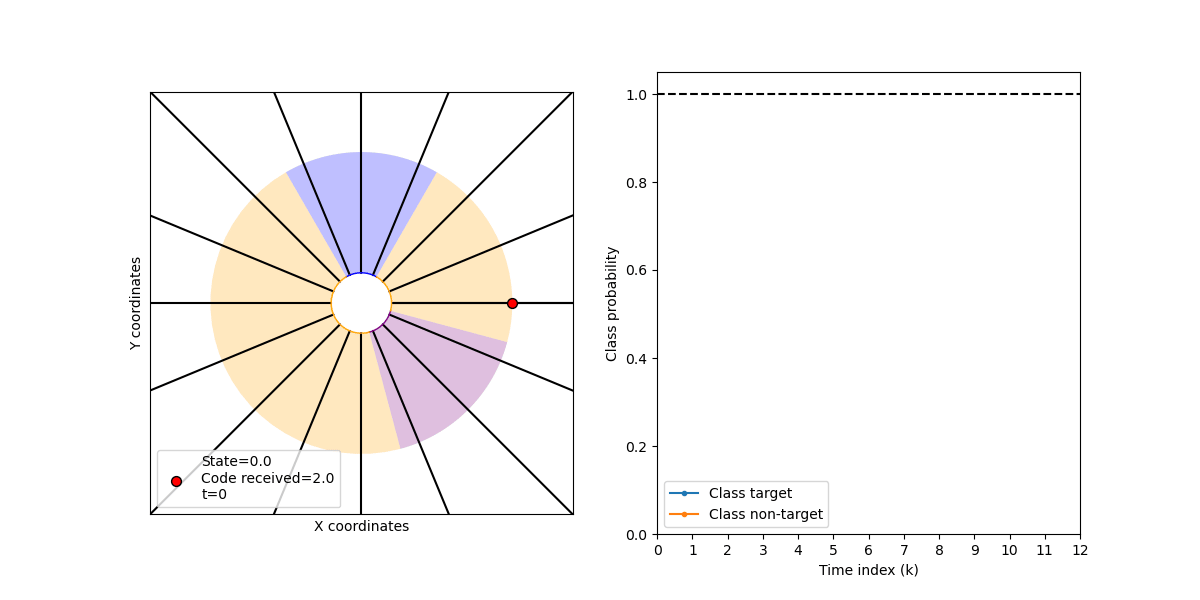 Y coordinates
State=0.0
Code received=2.0
t=0
X coordinates
Class probability
1.0
0.8
0.6
0.4
0.2
0.0
Class target
Class non-target
0 1 2 3 4 5 6 7 8 9 10 11 12
Time index (k)